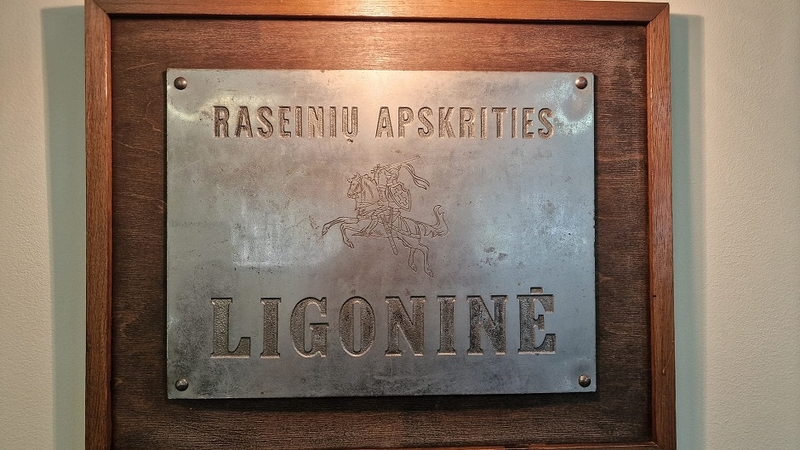 RASEINIŲ APSKRITIES
LIGONINĖ